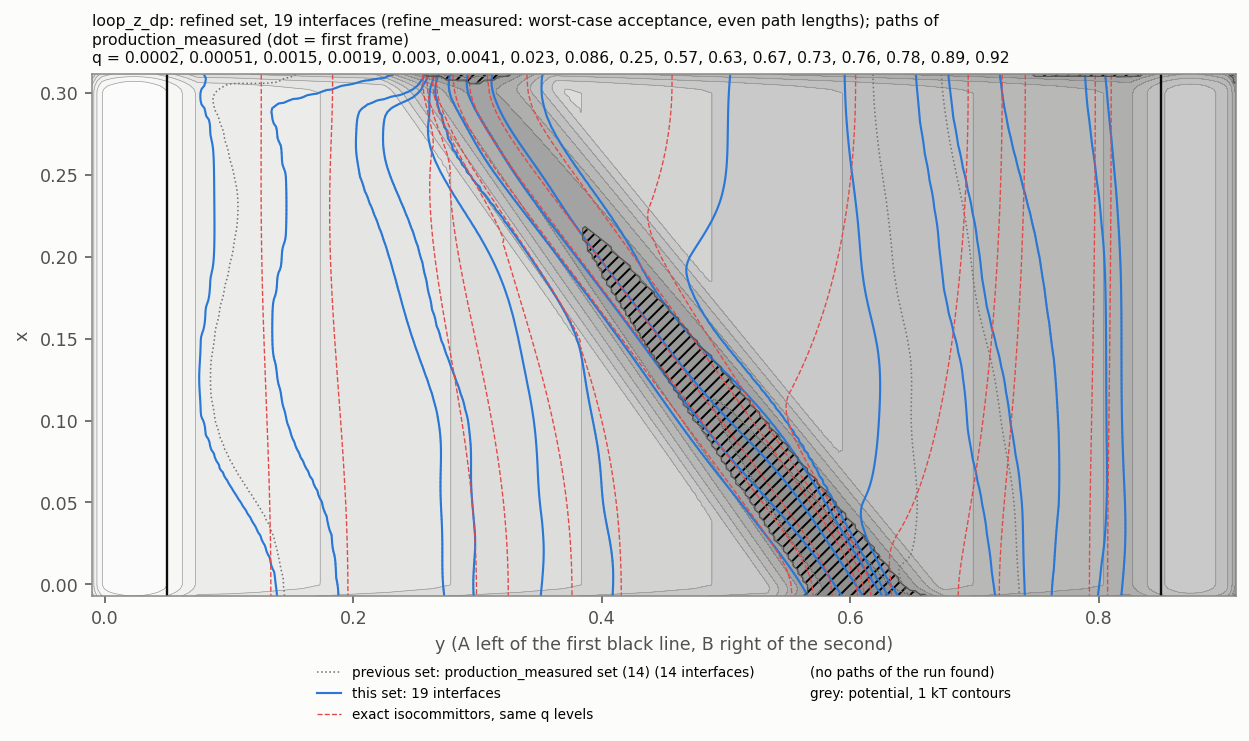 loop_z_dp: refined set, 19 interfaces (refine_measured: worst-case acceptance, even path lengths); paths of
production_measured (dot = first frame)
q = 0.0002, 0.00051, 0.0015, 0.0019, 0.003, 0.0041, 0.023, 0.086, 0.25, 0.57, 0.63, 0.67, 0.73, 0.76, 0.78, 0.89, 0.92
0.30
0.25
0.20
x
0.15
0.10
0.05
0.00
0.0 0.2 0.4 0.6 0.8
y (A left of the first black line, B right of the second)
previous set: production_measured set (14) (14 interfaces)
this set: 19 interfaces
exact isocommittors, same q levels
(no paths of the run found)
grey: potential, 1 kT contours